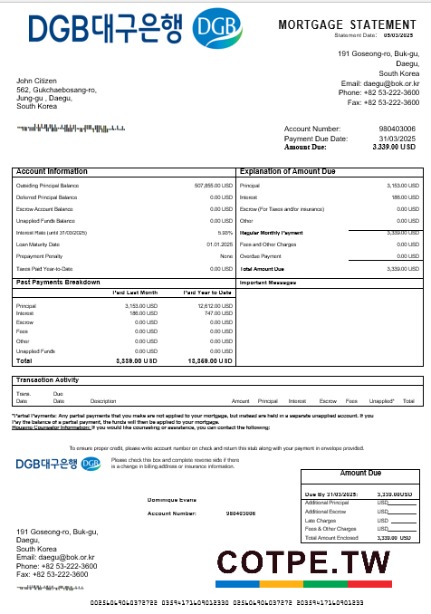 DGB대구은행 DGB
MORTGAGE STATEMENT
Statement Date: 05/03/2025
191 Goseong-ro, Buk-gu,
Daegu,
South Korea
Email: daegu@bok.or.kr
Phone: +82 53-222-3600
Fax: +82 53-222-3600
John Citizen
562, Gukchaebosang-ro,
Jung-gu , Daegu,
South Korea
Account Number: 980403006
Payment Due Date: 31/03/2025
Amount Due: 3,339.00 USD
Account Information
Outstanding Principal Balance 507,855.00 USD
Deferred Principal Balance 0.00 USD
Escrow Account Balance 0.00 USD
Unapplied Funds Balance 0.00 USD
Interest Rate (until 31/03/2025) 5.93%
Loan Maturity Date 01.01.2025
Prepayment Penalty None
Taxes Paid Year-to-Date 0.00 USD
Explanation of Amount Due
Principal 3,153.00 USD
Interest 186.00 USD
Escrow (For Taxes and/or insurance) 0.00 USD
Other 0.00 USD
Regular Monthly Payment 3,339.00 USD
Fees and Other Charges 0.00 USD
Overdue Payment 0.00 USD
Total Amount Due 3,339.00 USD
Past Payments Breakdown
Paid Last Month Paid Year to Date
Principal 3,153.00 USD 12,612.00 USD
Interest 186.00 USD 747.00 USD
Escrow 0.00 USD 0.00 USD
Fees 0.00 USD 0.00 USD
Other 0.00 USD 0.00 USD
Unapplied Funds 0.00 USD 0.00 USD
Total 3,339.00 USD 13,359.00 USD
Important Messages
Transaction Activity
Trans. Date Due Date Description Amount Principal Interest Escrow Fees Unapplied* Total
*Partial Payments: Any partial payments that you make are not applied to your mortgage, but instead are held in a separate unapplied account. If you
Pay the balance of a partial payment, the funds will then be applied to your mortgage.
Housing Counselor Information: If you would like counseling or assistance, you can contact the following:
To ensure proper credit, please write account number on check and return this stub along with your payment in envelope provided.
DGB대구은행 DGB
Please check this box and complete reverse side if there
is a change in billing address or insurance information.
Dominique Evans
Account Number: 980403006
Amount Due
Due By 31/03/2025: 3,339.00USD
Additional Principal USD
Additional Escrow USD
Late Charges USD
Fees & Other Charges USD
Total Amount Enclosed 3,339.00 USD
191 Goseong-ro, Buk-gu,
Daegu,
South Korea
Email: daegu@bok.or.kr
Phone: +82 53-222-3600
Fax: +82 53-222-3600
COTPE.TW